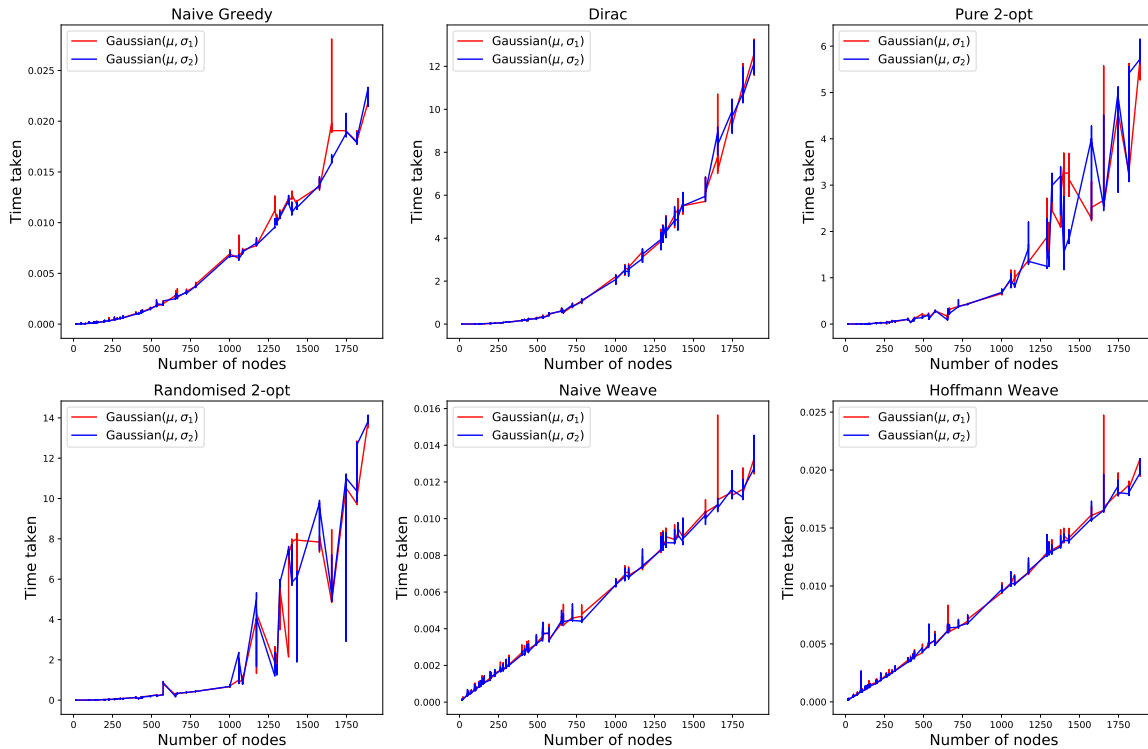 Naive Greedy
Gaussian(μ, σ₁)
Gaussian(μ, σ₂)
Time taken
0.025
0.020
0.015
0.010
0.005
0.000
0 250 500 750 1000 1250 1500 1750
Number of nodes
Dirac
Gaussian(μ, σ₁)
Gaussian(μ, σ₂)
Time taken
12
10
8
6
4
2
0
0 250 500 750 1000 1250 1500 1750
Number of nodes
Pure 2-opt
Gaussian(μ, σ₁)
Gaussian(μ, σ₂)
Time taken
6
5
4
3
2
1
0
0 250 500 750 1000 1250 1500 1750
Number of nodes
Randomised 2-opt
Gaussian(μ, σ₁)
Gaussian(μ, σ₂)
Time taken
14
12
10
8
6
4
2
0
0 250 500 750 1000 1250 1500 1750
Number of nodes
Naive Weave
Gaussian(μ, σ₁)
Gaussian(μ, σ₂)
Time taken
0.016
0.014
0.012
0.010
0.008
0.006
0.004
0.002
0.000
0 250 500 750 1000 1250 1500 1750
Number of nodes
Hoffmann Weave
Gaussian(μ, σ₁)
Gaussian(μ, σ₂)
Time taken
0.025
0.020
0.015
0.010
0.005
0.000
0 250 500 750 1000 1250 1500 1750
Number of nodes